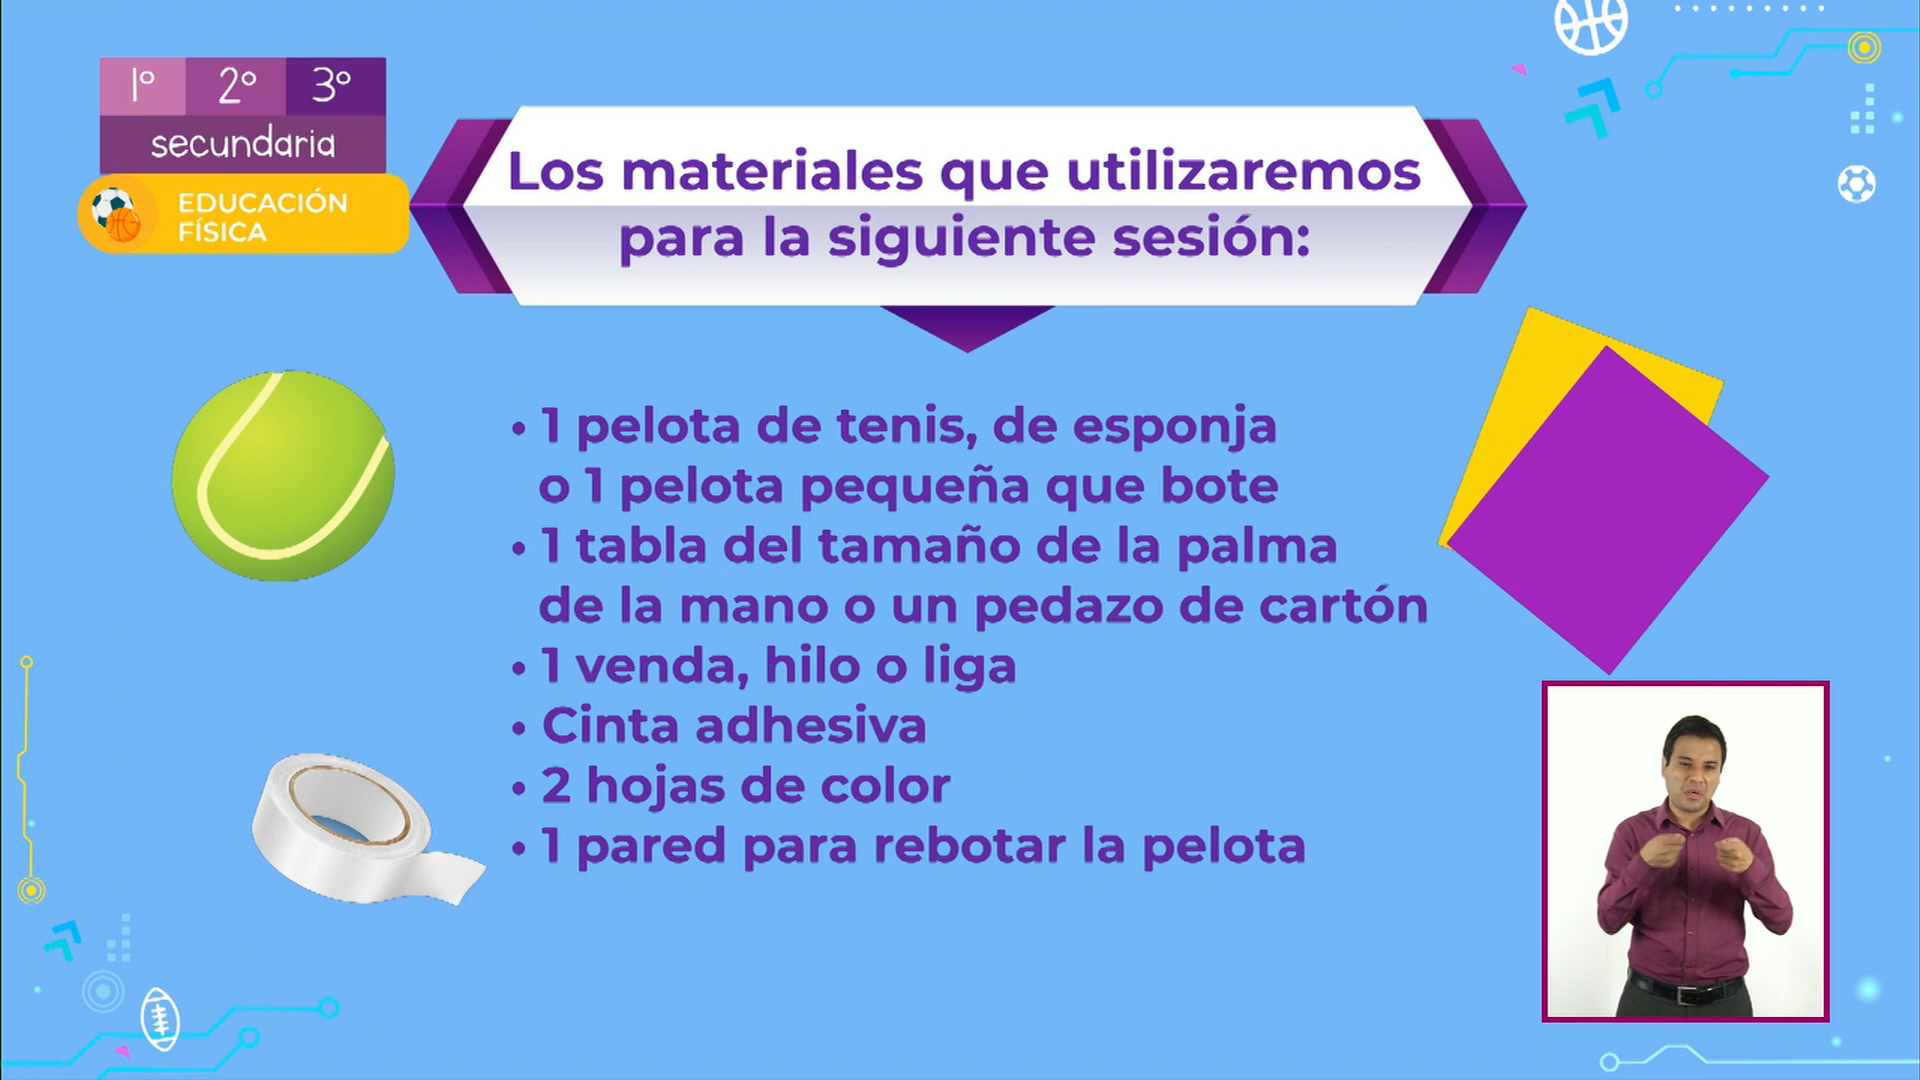 1° 2° 3°
secundaria
EDUCACIÓN
FÍSICA
Los materiales que utilizaremos
para la siguiente sesión:
• 1 pelota de tenis, de esponja
o 1 pelota pequeña que bote
• 1 tabla del tamaño de la palma
de la mano o un pedazo de cartón
• 1 venda, hilo o liga
• Cinta adhesiva
• 2 hojas de color
• 1 pared para rebotar la pelota